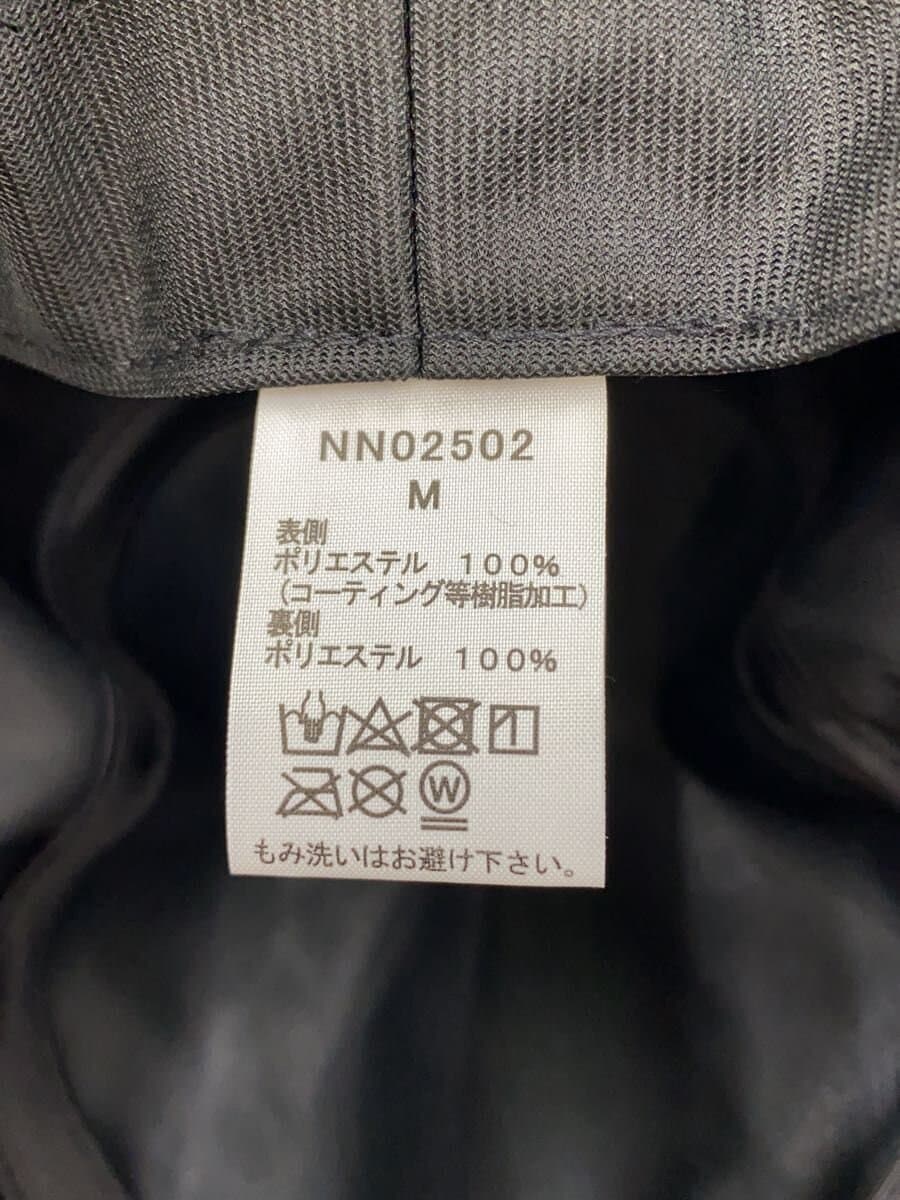 NN02502
M
表側
ポリエステル　100%
（コーティング等樹脂加工）
裏側
ポリエステル　100%
W
もみ洗いはお避け下さい。